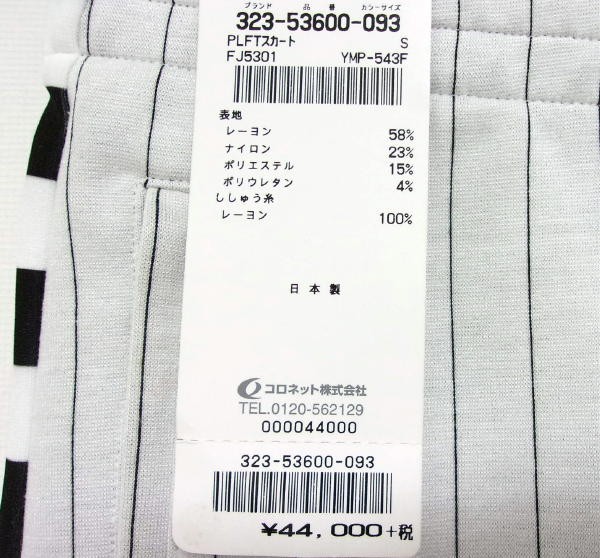 ブランド 品番 カラーサイズ
323-53600-093
PLFTスカート S
FJ5301 YMP-543F
表地
レーヨン 58%
ナイロン 23%
ポリエステル 15%
ポリウレタン 4%
ししゅう糸
レーヨン 100%
日本製
コロネット株式会社
TEL.0120-562129
000044000
323-53600-093
¥44,000+税